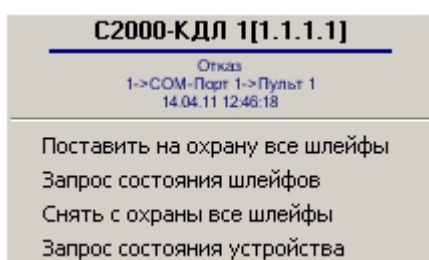 С2000-КДЛ 1[1.1.1.1]
Отказ
1->COM-Порт 1->Пульт 1
14.04.11 12:46:18
Поставить на охрану все шлейфы
Запрос состояния шлейфов
Снять с охраны все шлейфы
Запрос состояния устройства